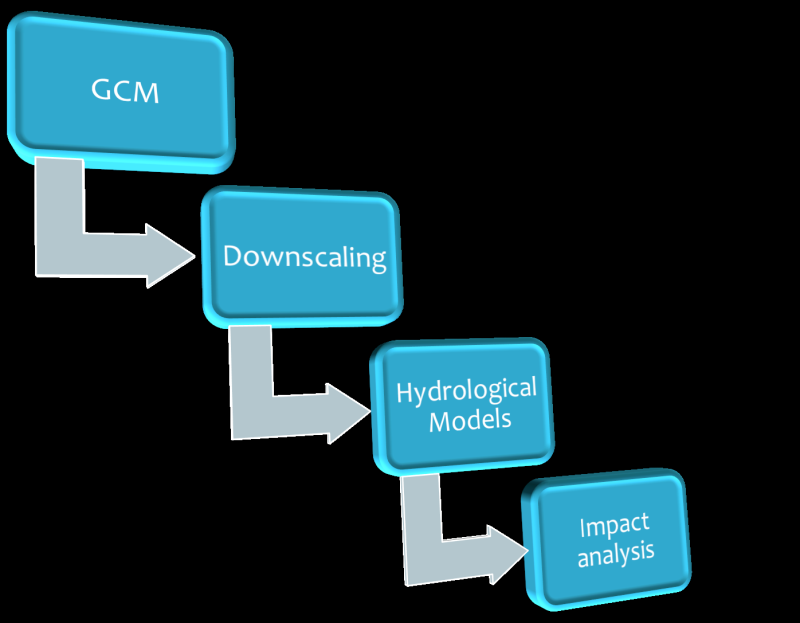 GCM
Downscaling
Hydrological
Models
Impact
analysis